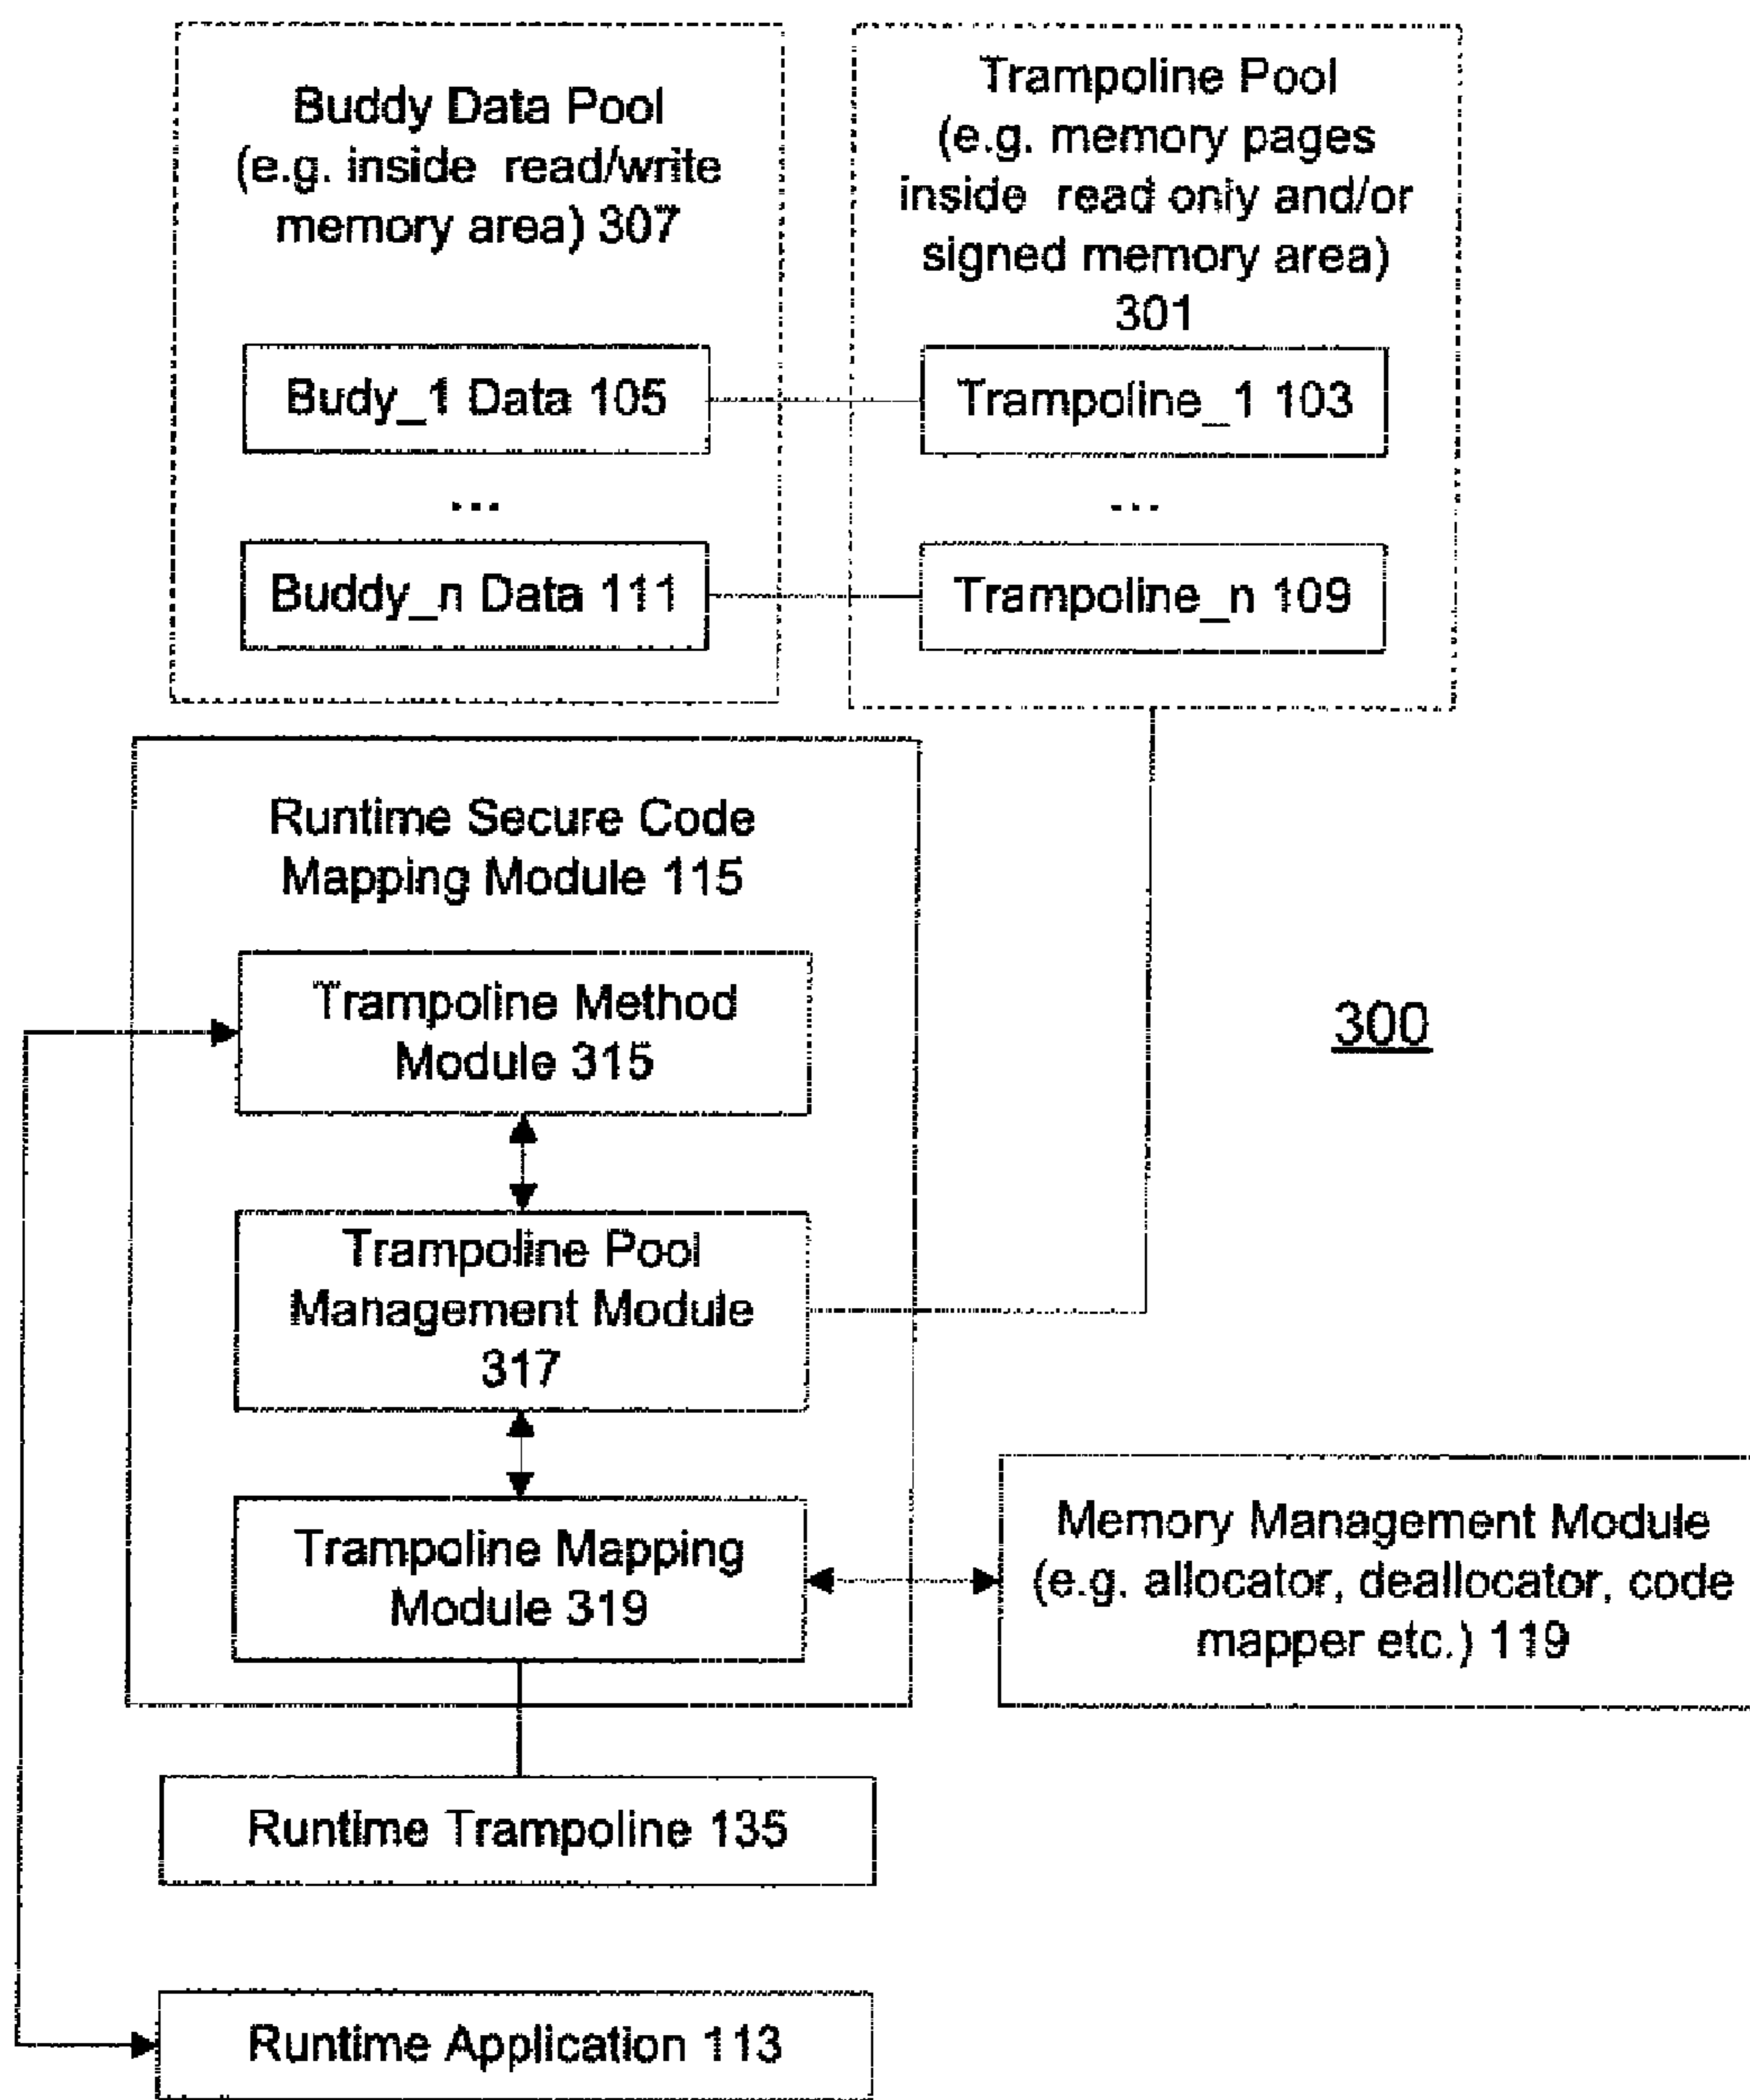 Buddy Data Pool
(e.g. inside read/write
memory area) 307
Trampoline Pool
(e.g. memory pages
inside read only and/or
signed memory area)
301
Budy_1 Data 105
Trampoline_1 103
...
...
Buddy_n Data 111
Trampoline_n 109
Runtime Secure Code
Mapping Module 115
Trampoline Method
Module 315
300
Trampoline Pool
Management Module
317
Trampoline Mapping
Module 319
Memory Management Module
(e.g. allocator, deallocator, code
mapper etc.) 119
Runtime Trampoline 135
Runtime Application 113